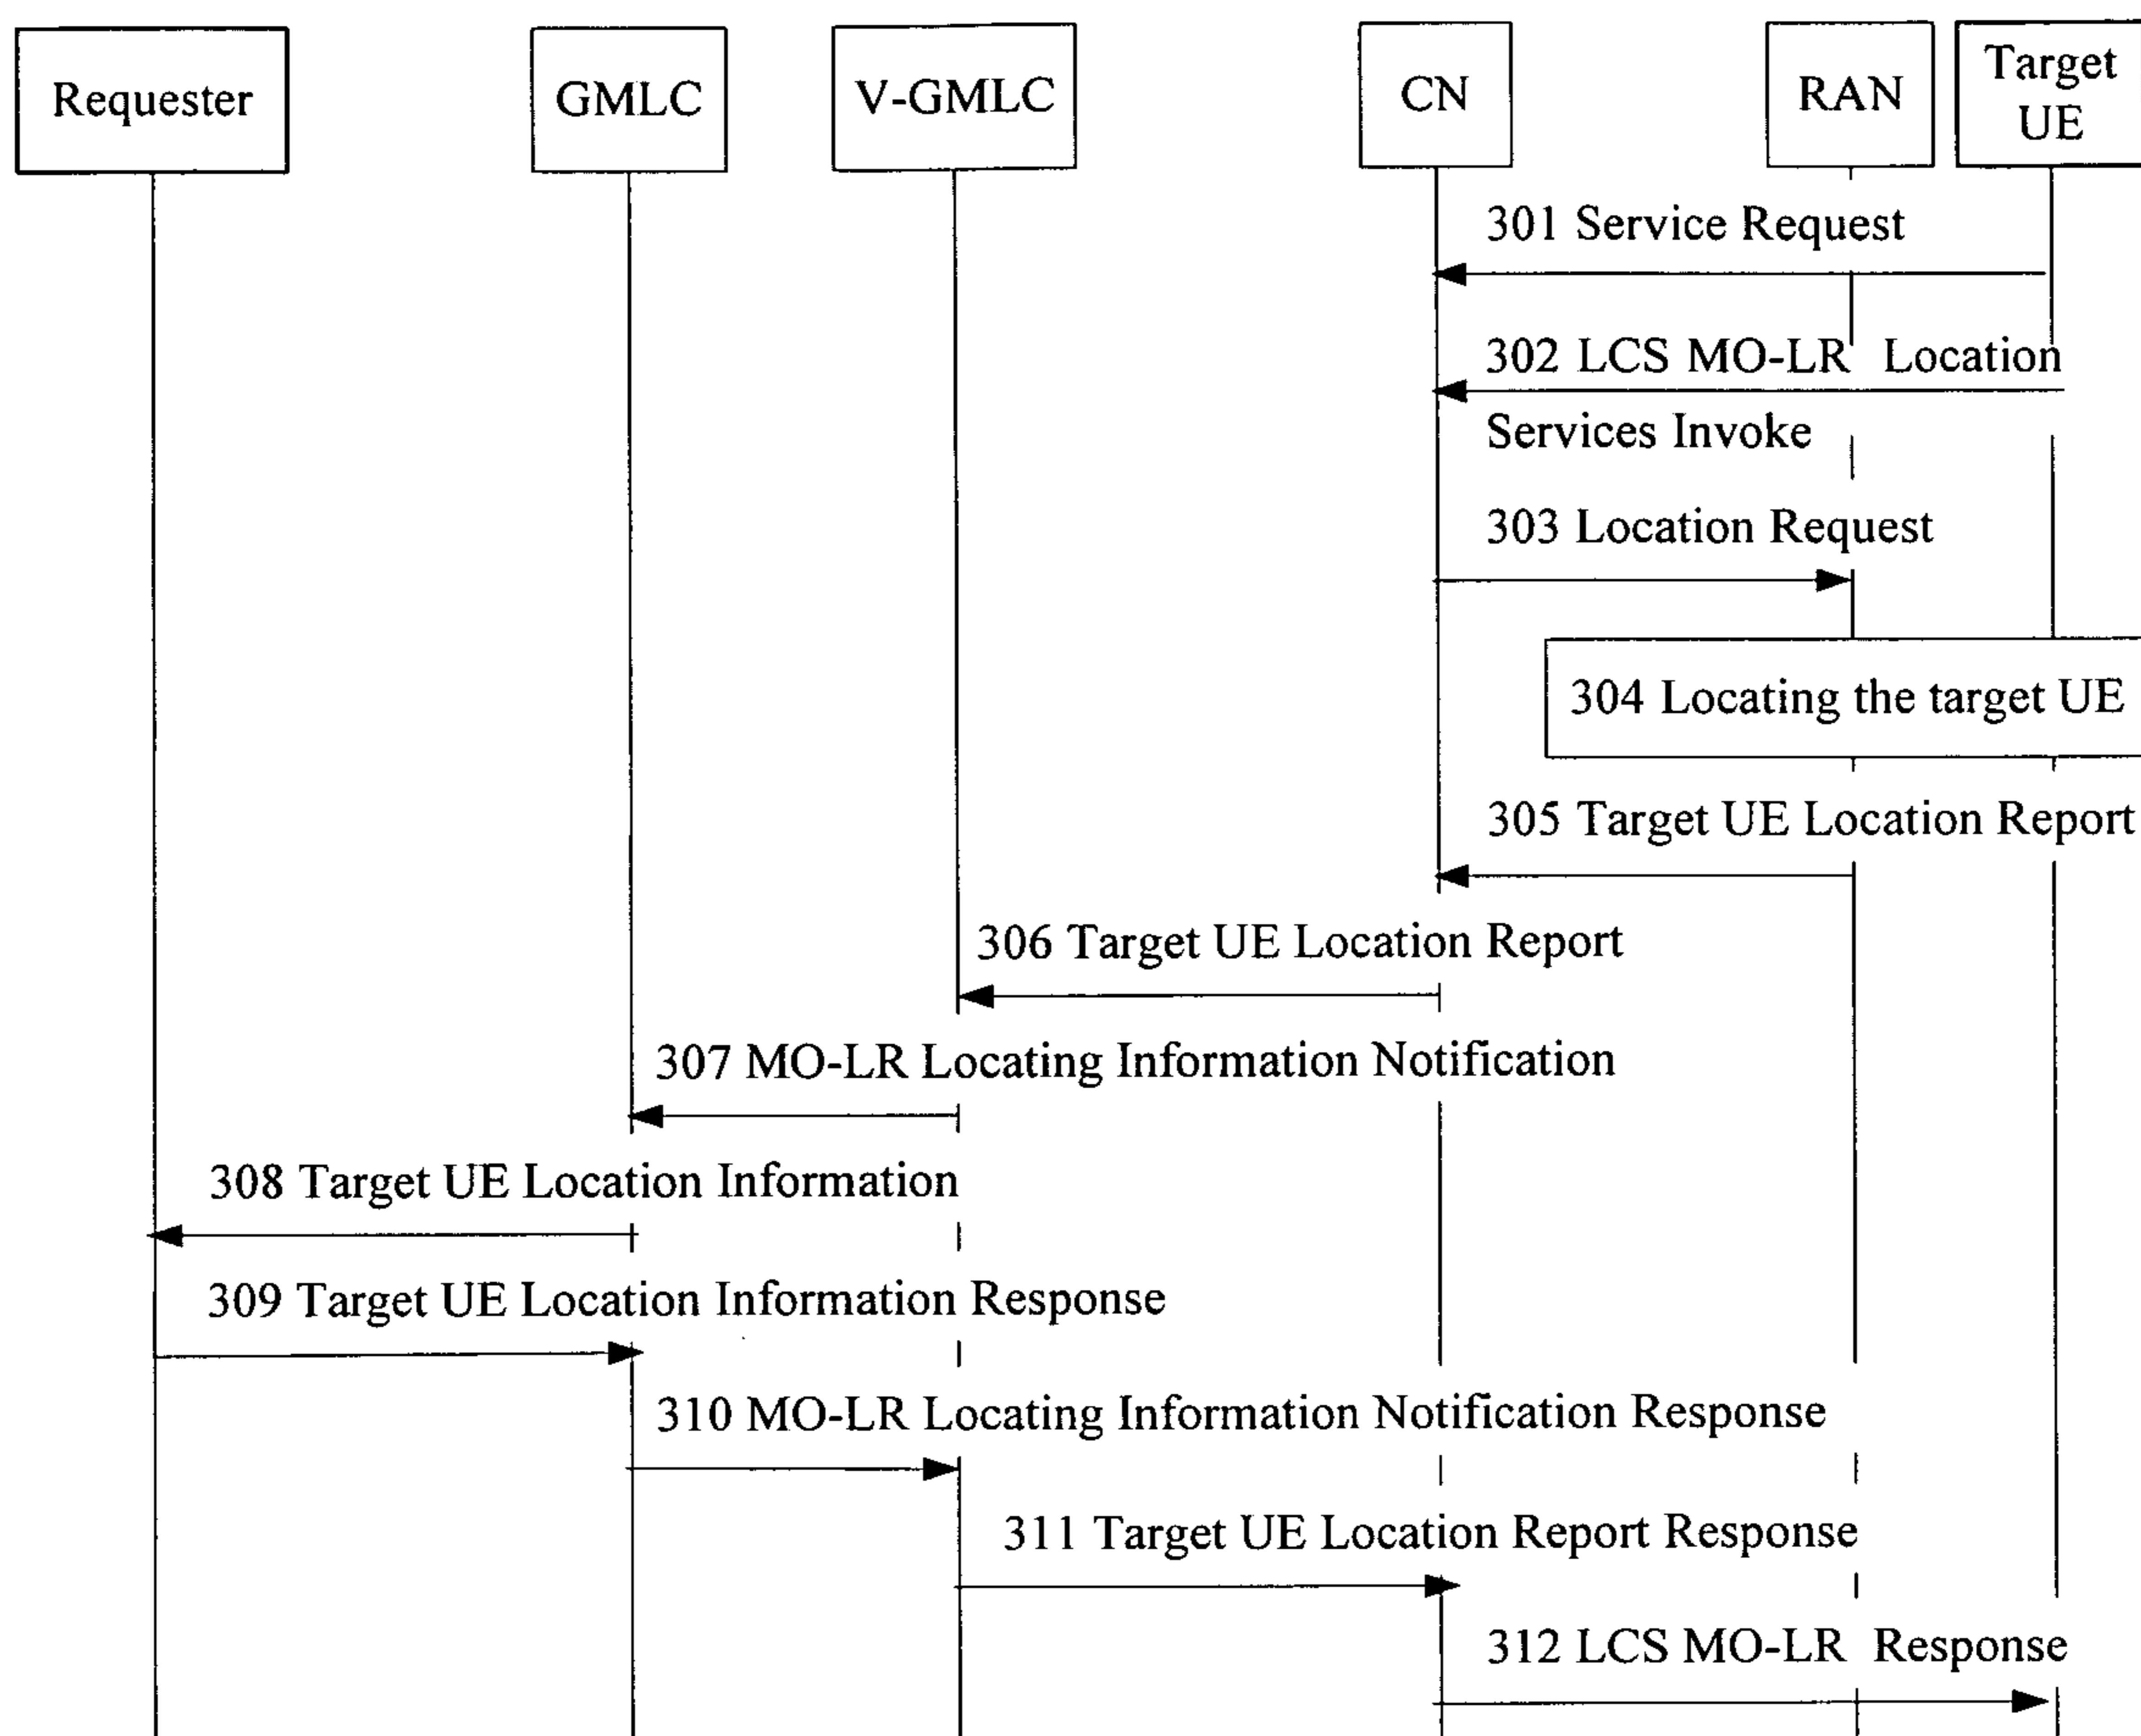 Requester
GMLC
V-GMLC
CN
RAN
Target
UE
301 Service Request
302 LCS MO-LR Location
Services Invoke
303 Location Request
304 Locating the target UE
305 Target UE Location Report
306 Target UE Location Report
307 MO-LR Locating Information Notification
308 Target UE Location Information
309 Target UE Location Information Response
310 MO-LR Locating Information Notification Response
311 Target UE Location Report Response
312 LCS MO-LR Response